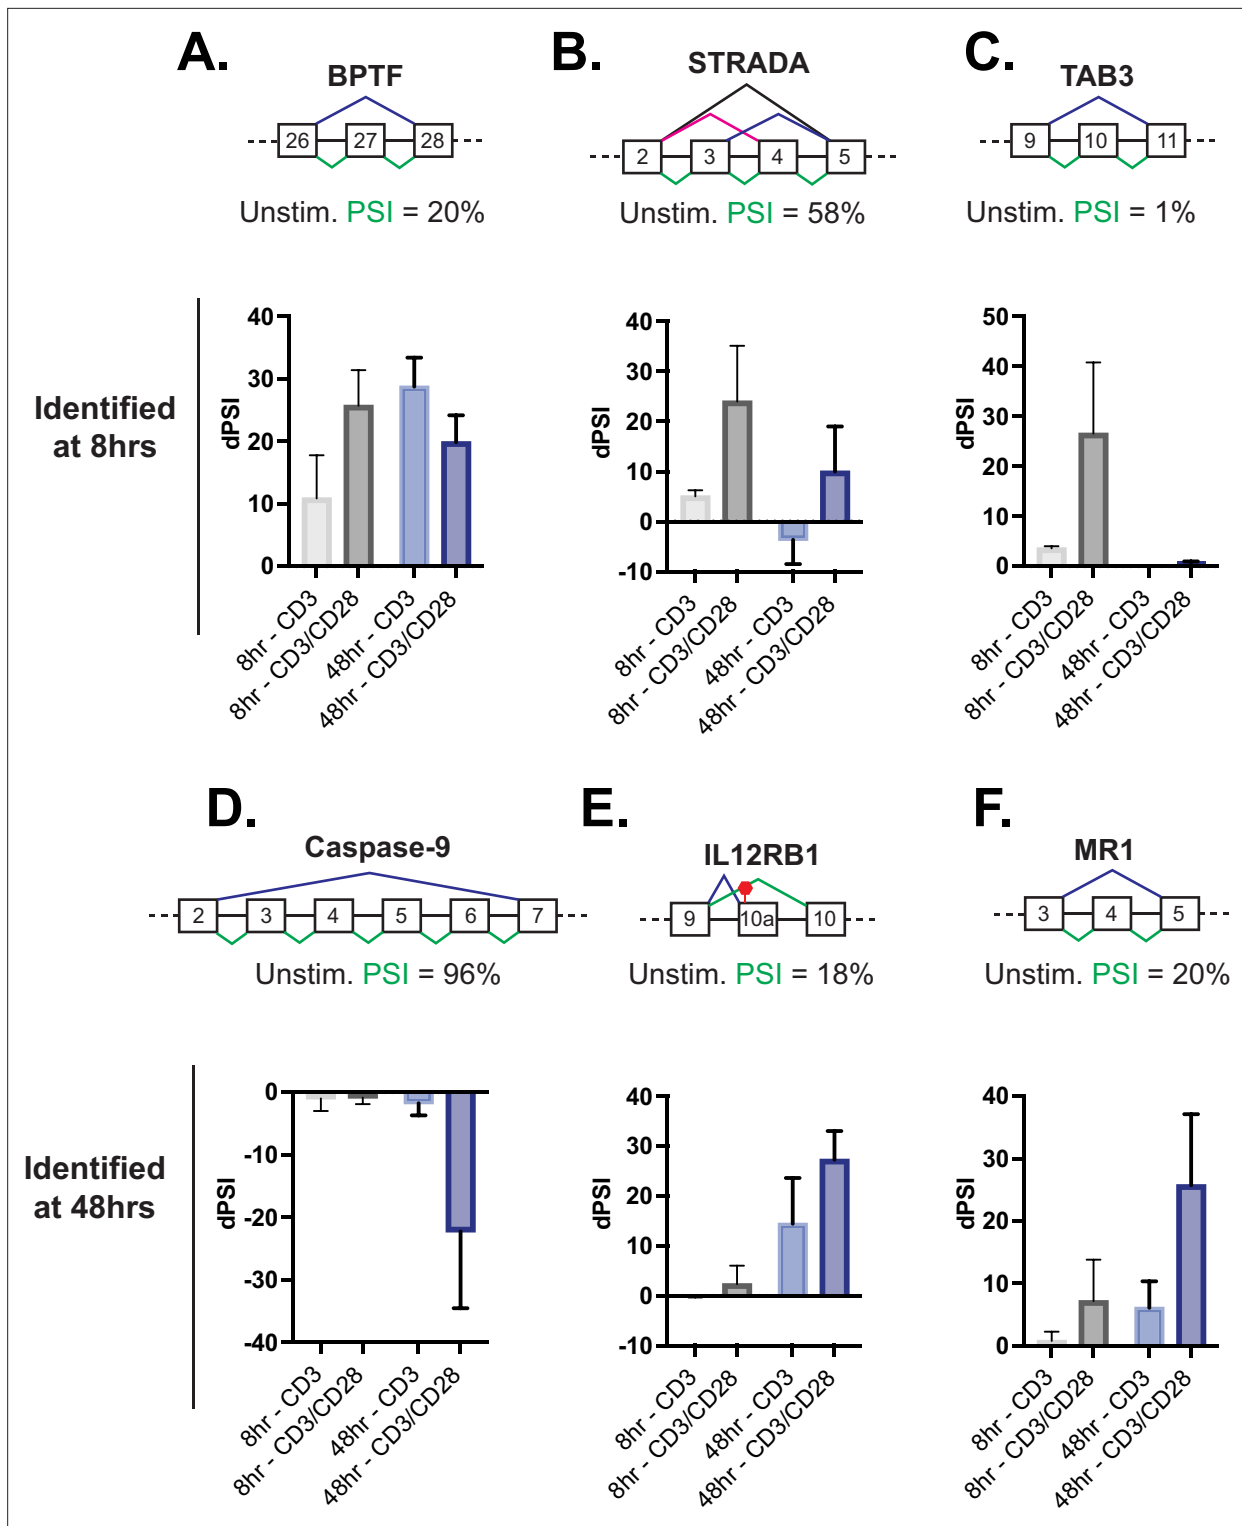 A.
BPTF
26 27 28
Unstim. PSI = 20%
B.
STRADA
2 3 4 5
Unstim. PSI = 58%
C.
TAB3
9 10 11
Unstim. PSI = 1%
Identified
at 8hrs
dPSI
40
30
20
10
0
8hr - CD3
8hr - CD3/CD28
48hr - CD3
48hr - CD3/CD28
dPSI
40
30
20
10
0
-10
8hr - CD3
8hr - CD3/CD28
48hr - CD3
48hr - CD3/CD28
dPSI
50
40
30
20
10
0
8hr - CD3
8hr - CD3/CD28
48hr - CD3
48hr - CD3/CD28
D.
Caspase-9
2 3 4 5 6 7
Unstim. PSI = 96%
E.
IL12RB1
9 10a 10
Unstim. PSI = 18%
F.
MR1
3 4 5
Unstim. PSI = 20%
Identified
at 48hrs
dPSI
0
-10
-20
-30
-40
8hr - CD3
8hr - CD3/CD28
48hr - CD3
48hr - CD3/CD28
dPSI
40
30
20
10
0
-10
8hr - CD3
8hr - CD3/CD28
48hr - CD3
48hr - CD3/CD28
dPSI
40
30
20
10
0
8hr - CD3
8hr - CD3/CD28
48hr - CD3
48hr - CD3/CD28